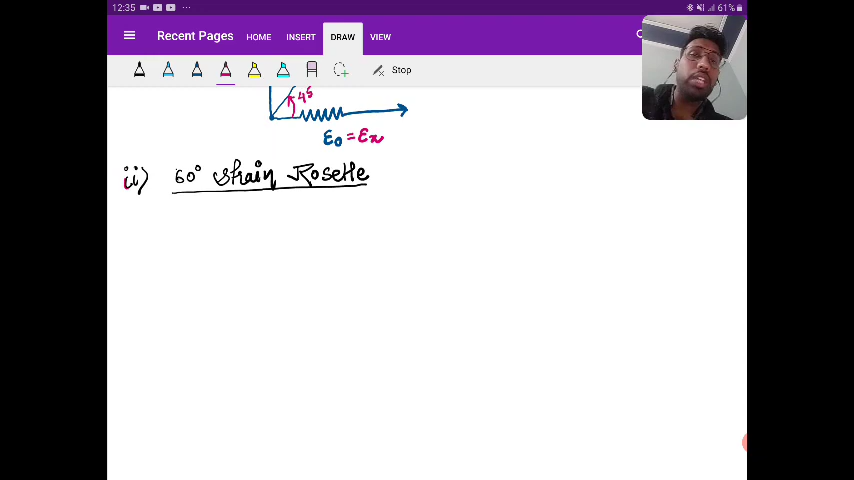 12:35 ... 61%
Recent Pages HOME INSERT DRAW VIEW
Stop
45
ε₀ = εx
ii) 60° Strain Rosette